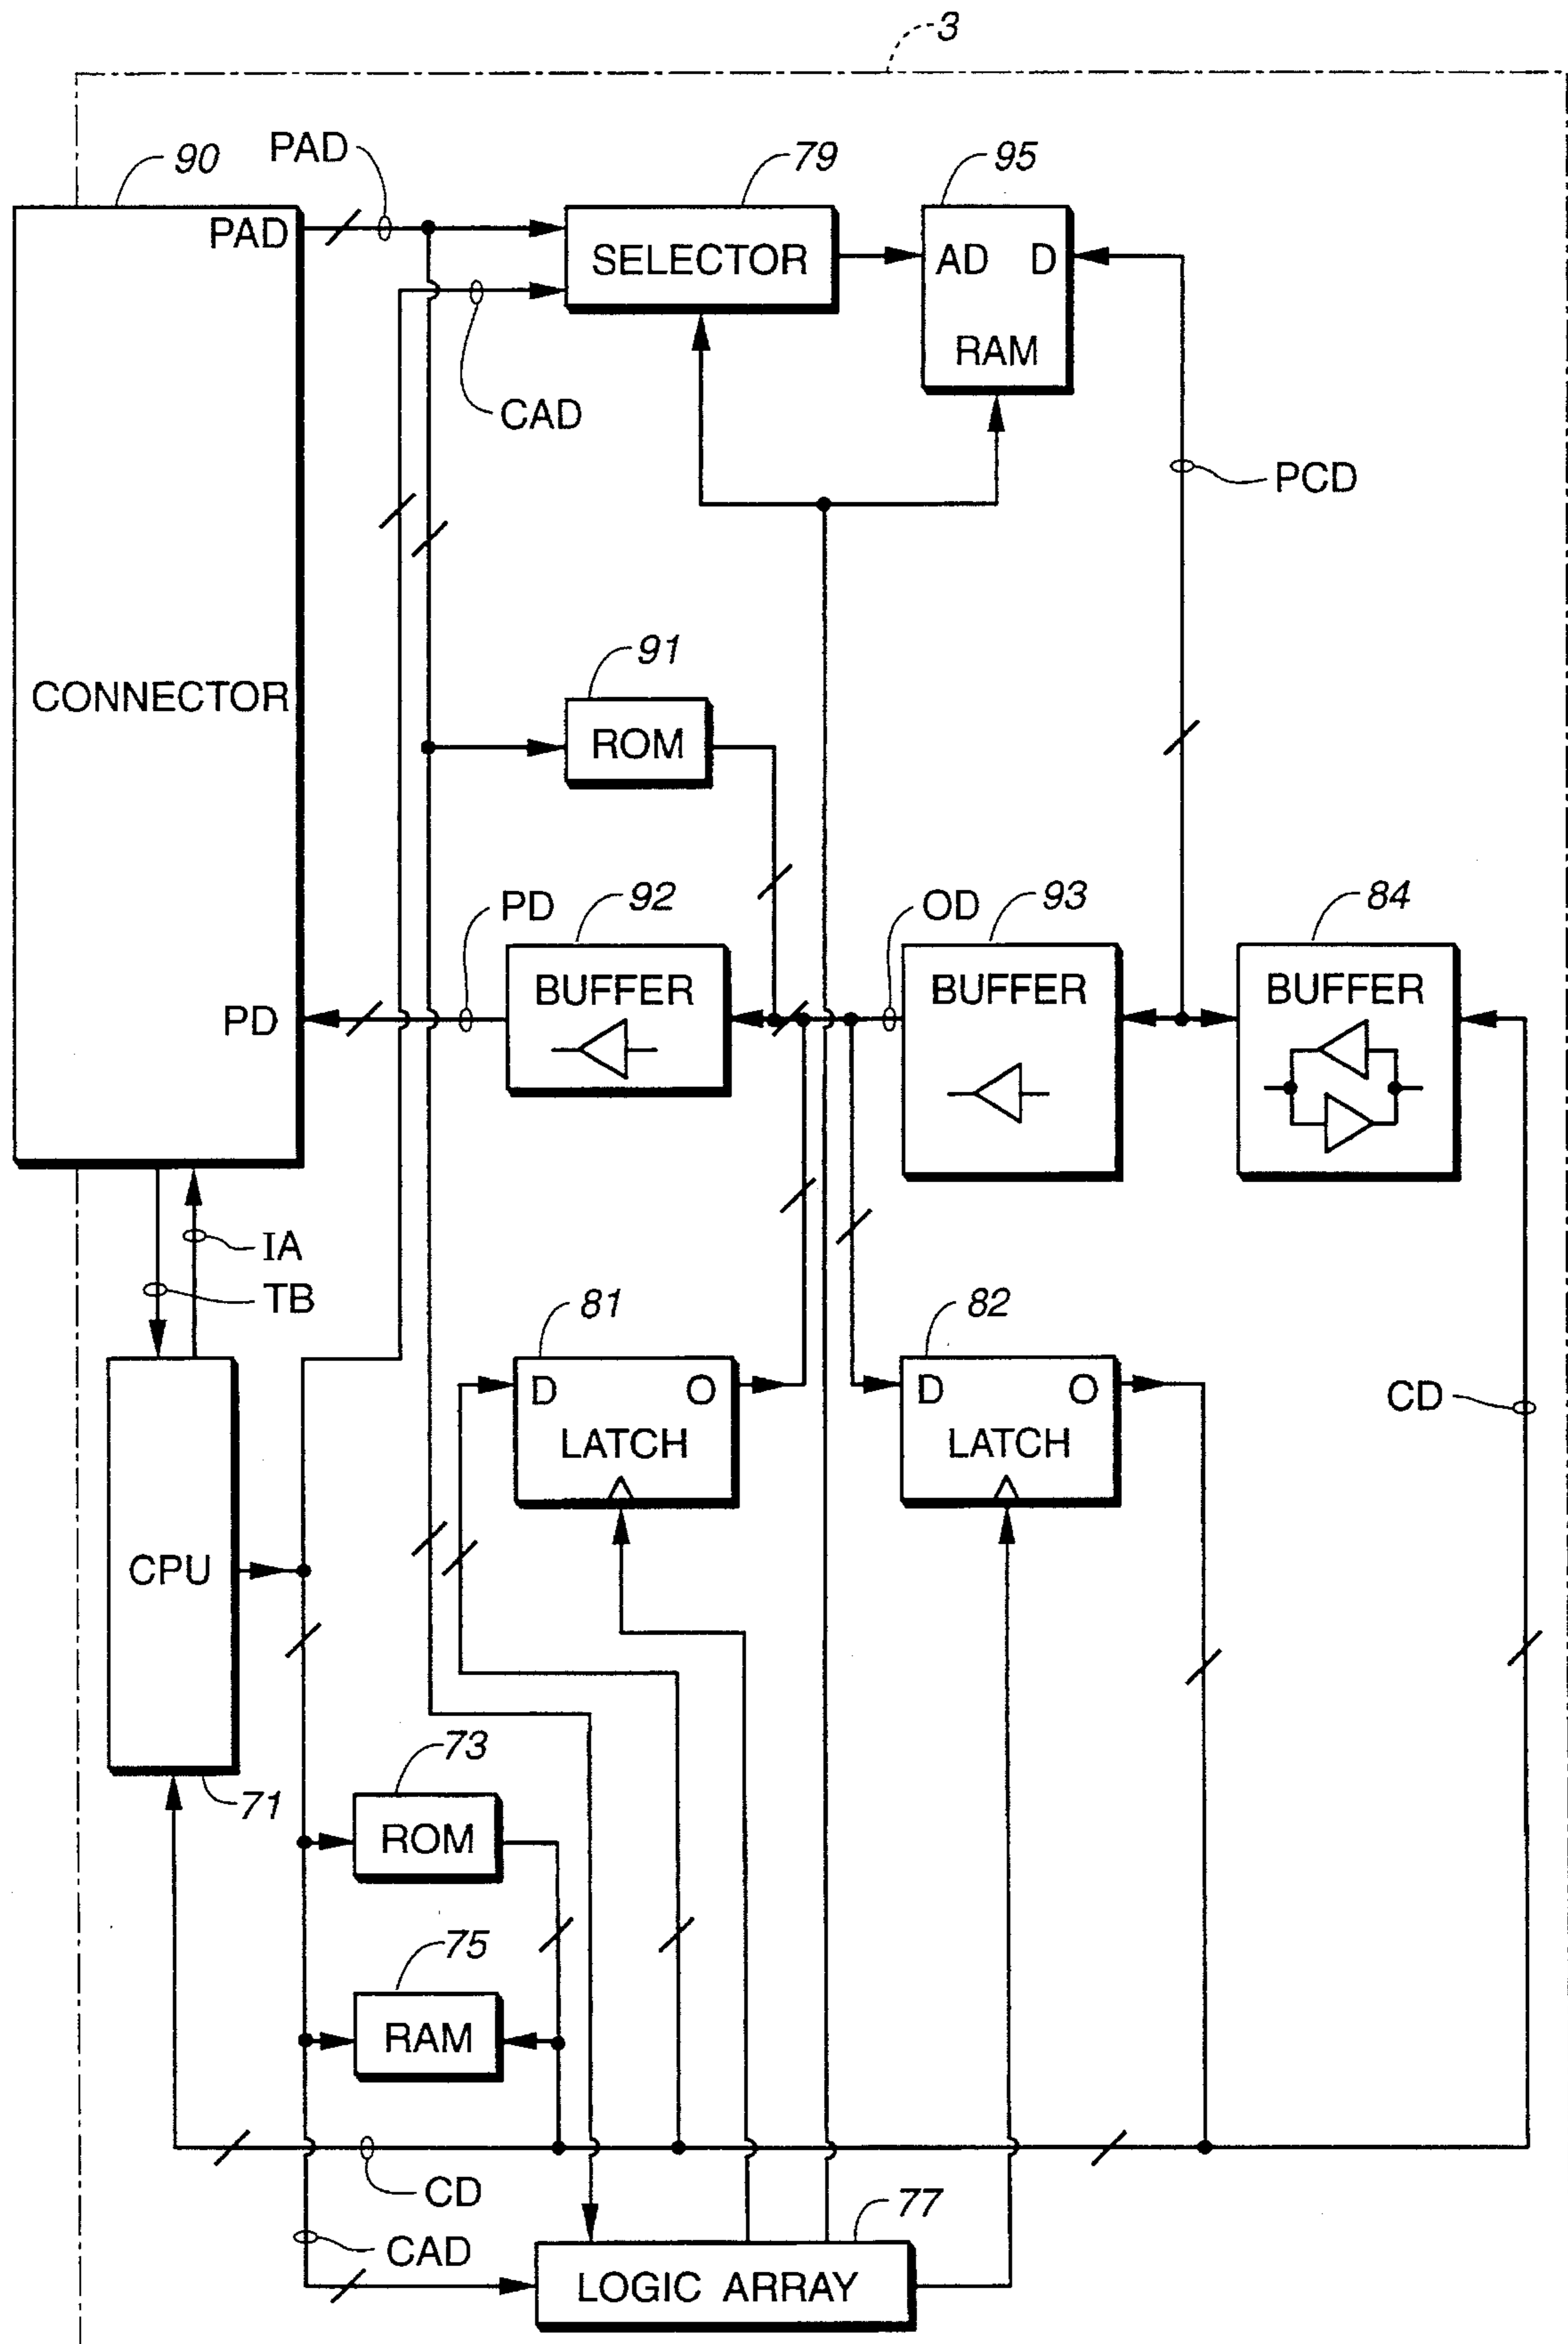 3
90
PAD
79
95
PAD
SELECTOR
AD D
RAM
CAD
PCD
91
CONNECTOR
ROM
PD
92
OD
93
84
BUFFER
BUFFER
BUFFER
PD
IA
TB
81
82
D O
LATCH
D O
LATCH
CD
CPU
73
71
ROM
75
RAM
CD
77
CAD
LOGIC ARRAY